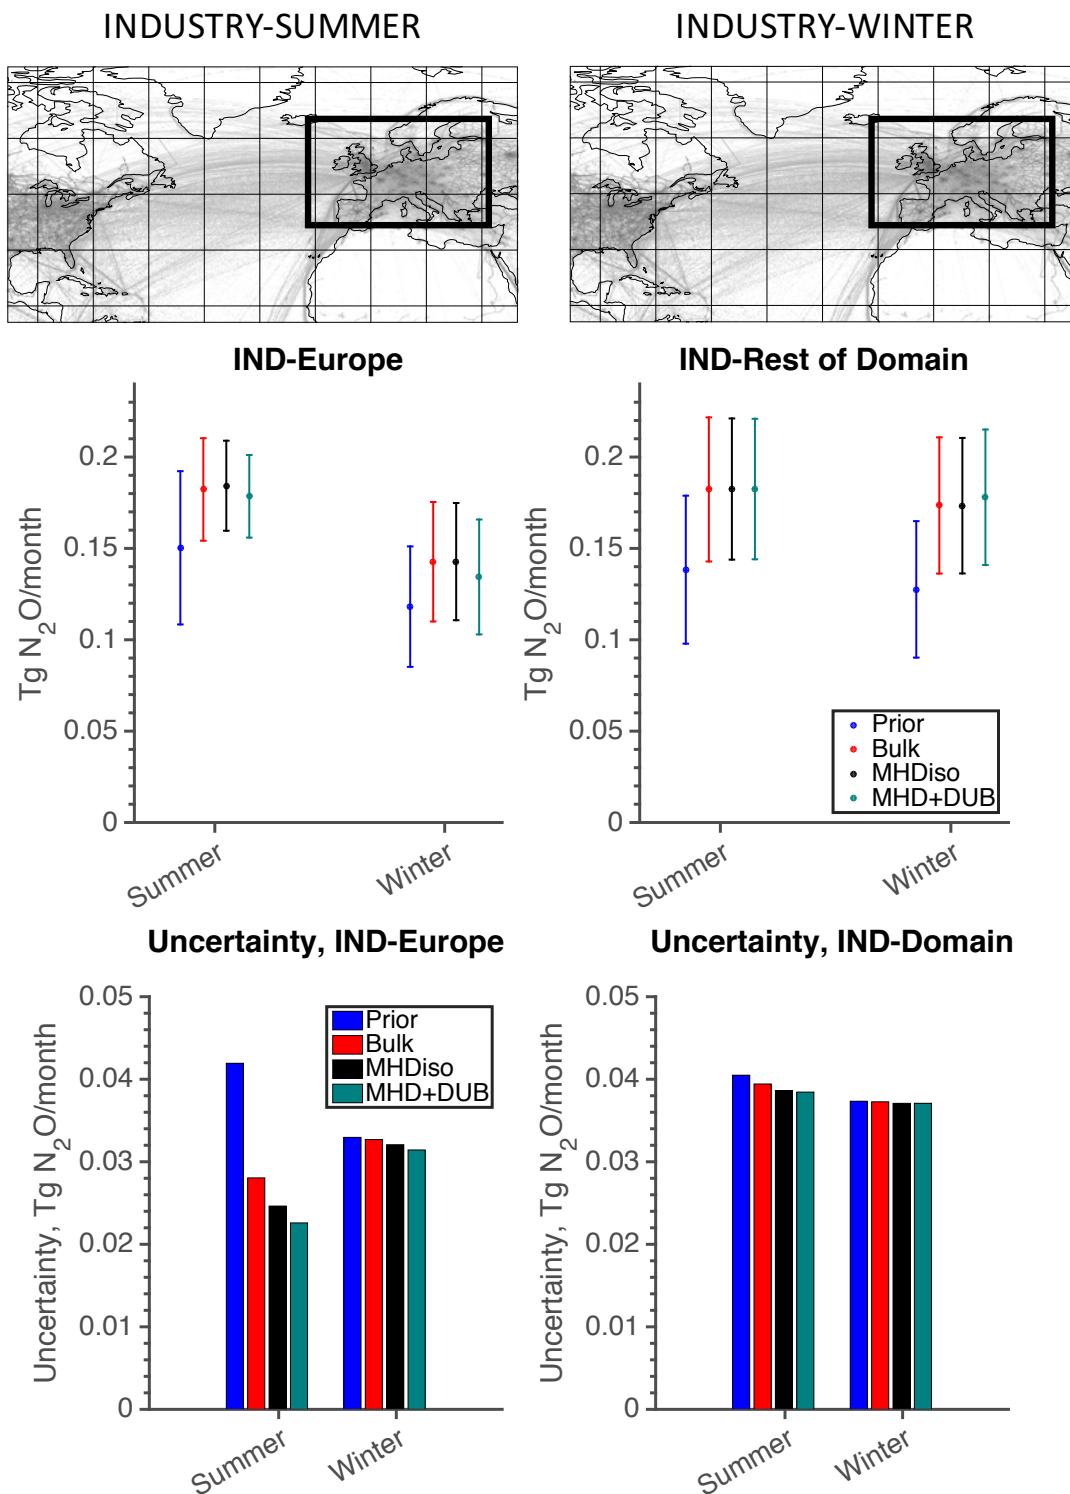 INDUSTRY-SUMMER
INDUSTRY-WINTER
IND-Europe
Tg N2O/month
0.2
0.15
0.1
0.05
0
Summer
Winter
IND-Rest of Domain
Tg N2O/month
0.2
0.15
0.1
0.05
0
Prior
Bulk
MHDiso
MHD+DUB
Summer
Winter
Uncertainty, IND-Europe
Uncertainty, Tg N2O/month
0.05
0.04
0.03
0.02
0.01
0
Prior
Bulk
MHDiso
MHD+DUB
Summer
Winter
Uncertainty, IND-Domain
Uncertainty, Tg N2O/month
0.05
0.04
0.03
0.02
0.01
0
Summer
Winter